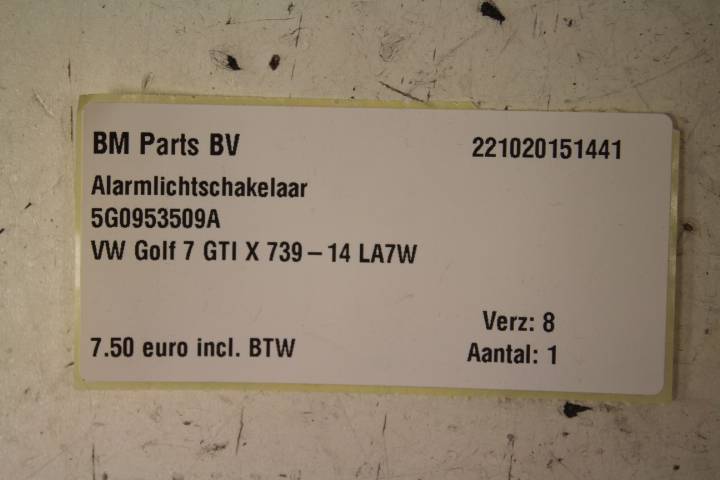 BM Parts BV 221020151441
Alarmlichtschakelaar
5G0953509A
VW Golf 7 GTI X 739 – 14 LA7W
Verz: 8
7.50 euro incl. BTW Aantal: 1